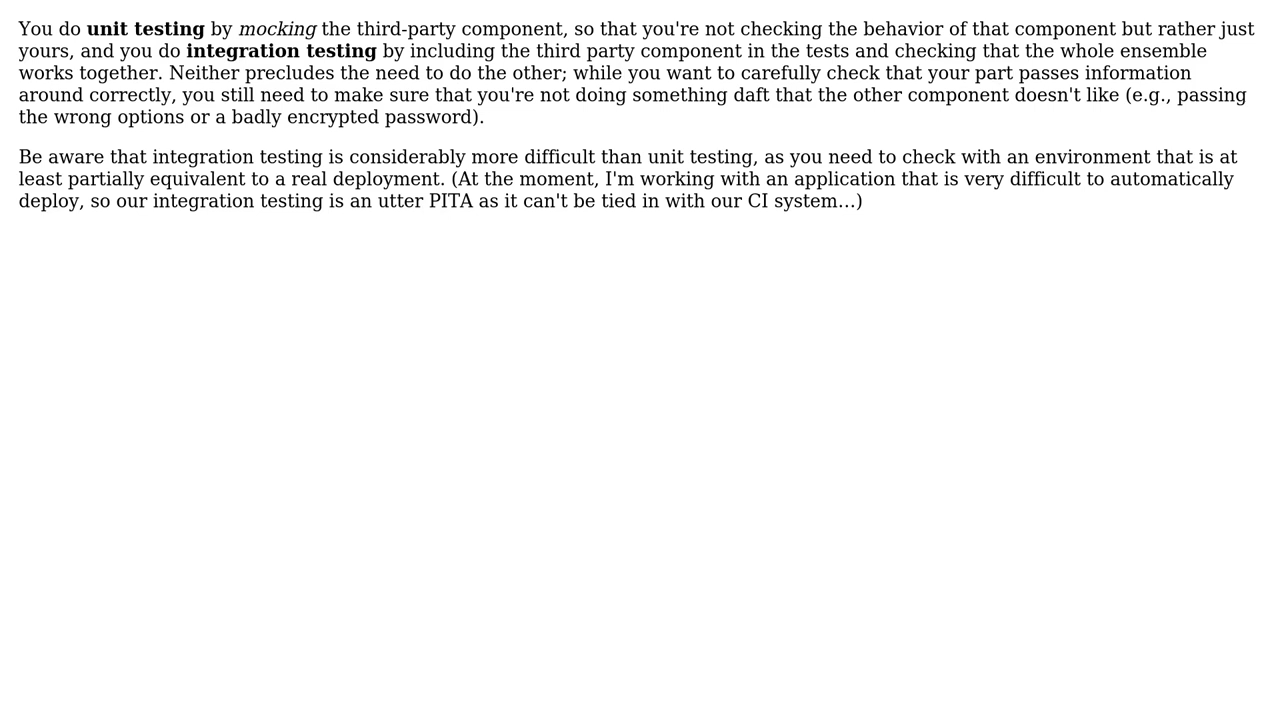 You do unit testing by mocking the third-party component, so that you're not checking the behavior of that component but rather just
yours, and you do integration testing by including the third party component in the tests and checking that the whole ensemble
works together. Neither precludes the need to do the other; while you want to carefully check that your part passes information
around correctly, you still need to make sure that you're not doing something daft that the other component doesn't like (e.g., passing
the wrong options or a badly encrypted password).
Be aware that integration testing is considerably more difficult than unit testing, as you need to check with an environment that is at
least partially equivalent to a real deployment. (At the moment, I'm working with an application that is very difficult to automatically
deploy, so our integration testing is an utter PITA as it can't be tied in with our CI system…)